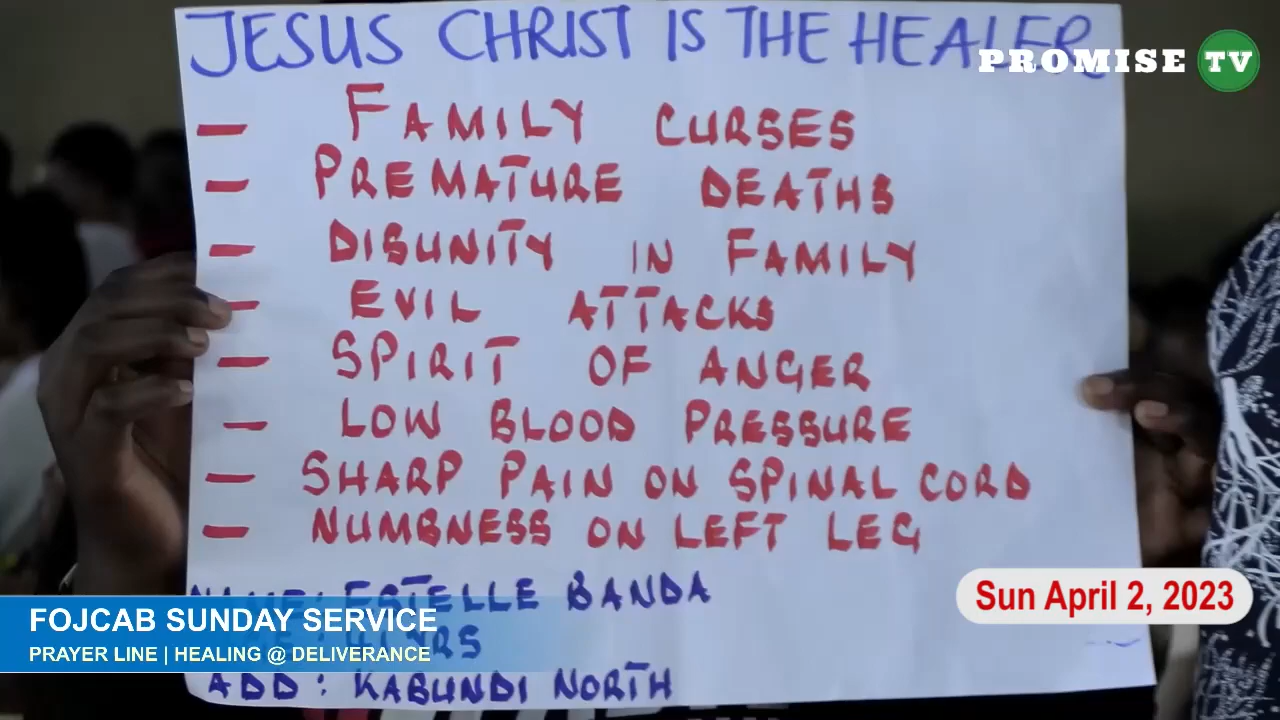 JESUS CHRIST IS THE HEALER
PROMISE TV
- FAMILY CURSES
- PREMATURE DEATHS
- DISUNITY IN FAMILY
- EVIL ATTACKS
- SPIRIT OF ANGER
- LOW BLOOD PRESSURE
- SHARP PAIN ON SPINAL CORD
- NUMBNESS ON LEFT LEG
NAME: ESTELLE BANDA
Sun April 2, 2023
FOJCAB SUNDAY SERVICE
YRS
PRAYER LINE | HEALING @ DELIVERANCE
ADD: KABUNDI NORTH